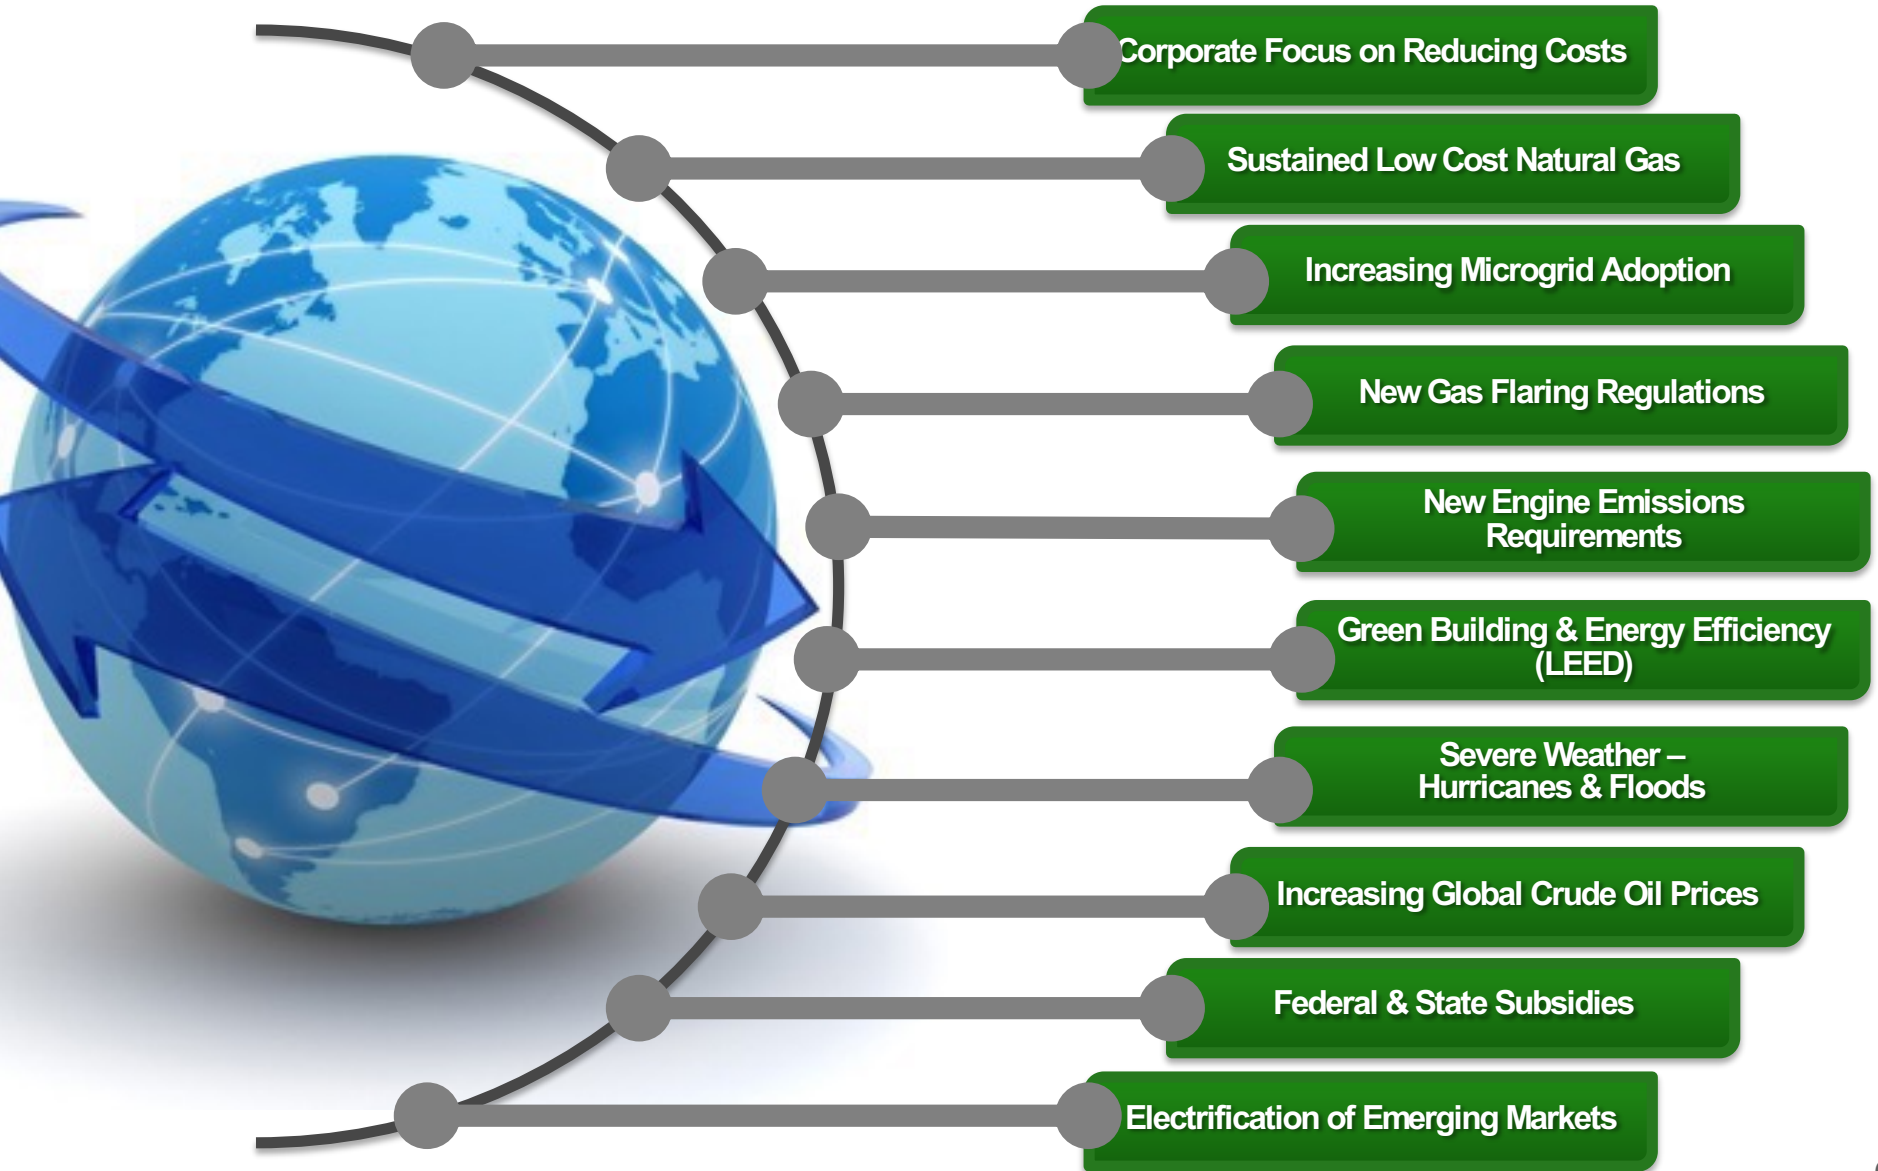 Corporate Focus on Reducing Costs
Sustained Low Cost Natural Gas
Increasing Microgrid Adoption
New Gas Flaring Regulations
New Engine Emissions
Requirements
Green Building & Energy Efficiency
(LEED)
Severe Weather –
Hurricanes & Floods
Increasing Global Crude Oil Prices
Federal & State Subsidies
Electrification of Emerging Markets